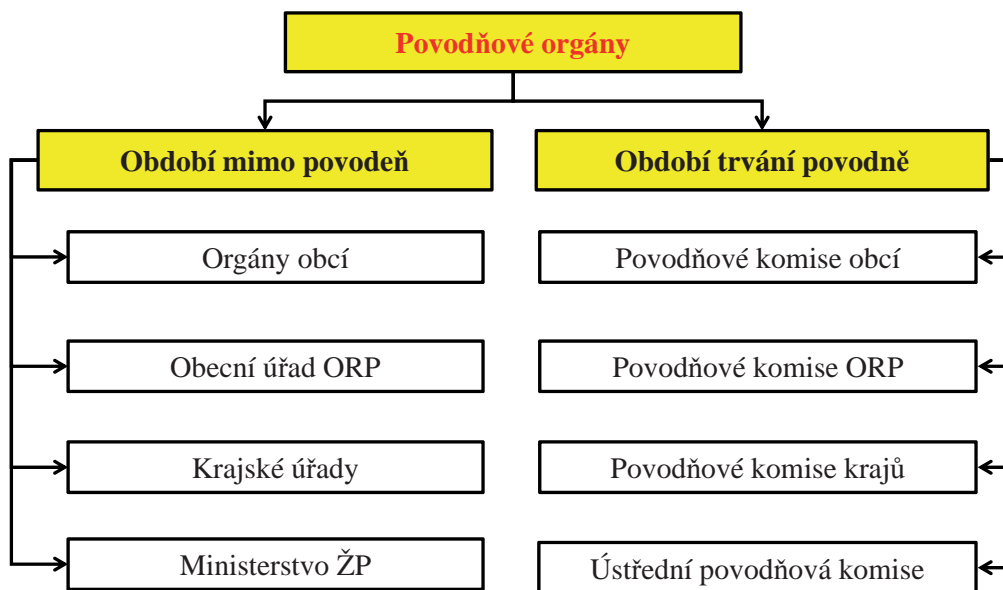 Povodňové orgány
Období mimo povodeň
Období trvání povodně
Orgány obcí
Povodňové komise obcí
Obecní úřad ORP
Povodňové komise ORP
Krajské úřady
Povodňové komise krajů
Ministerstvo ŽP
Ústřední povodňová komise